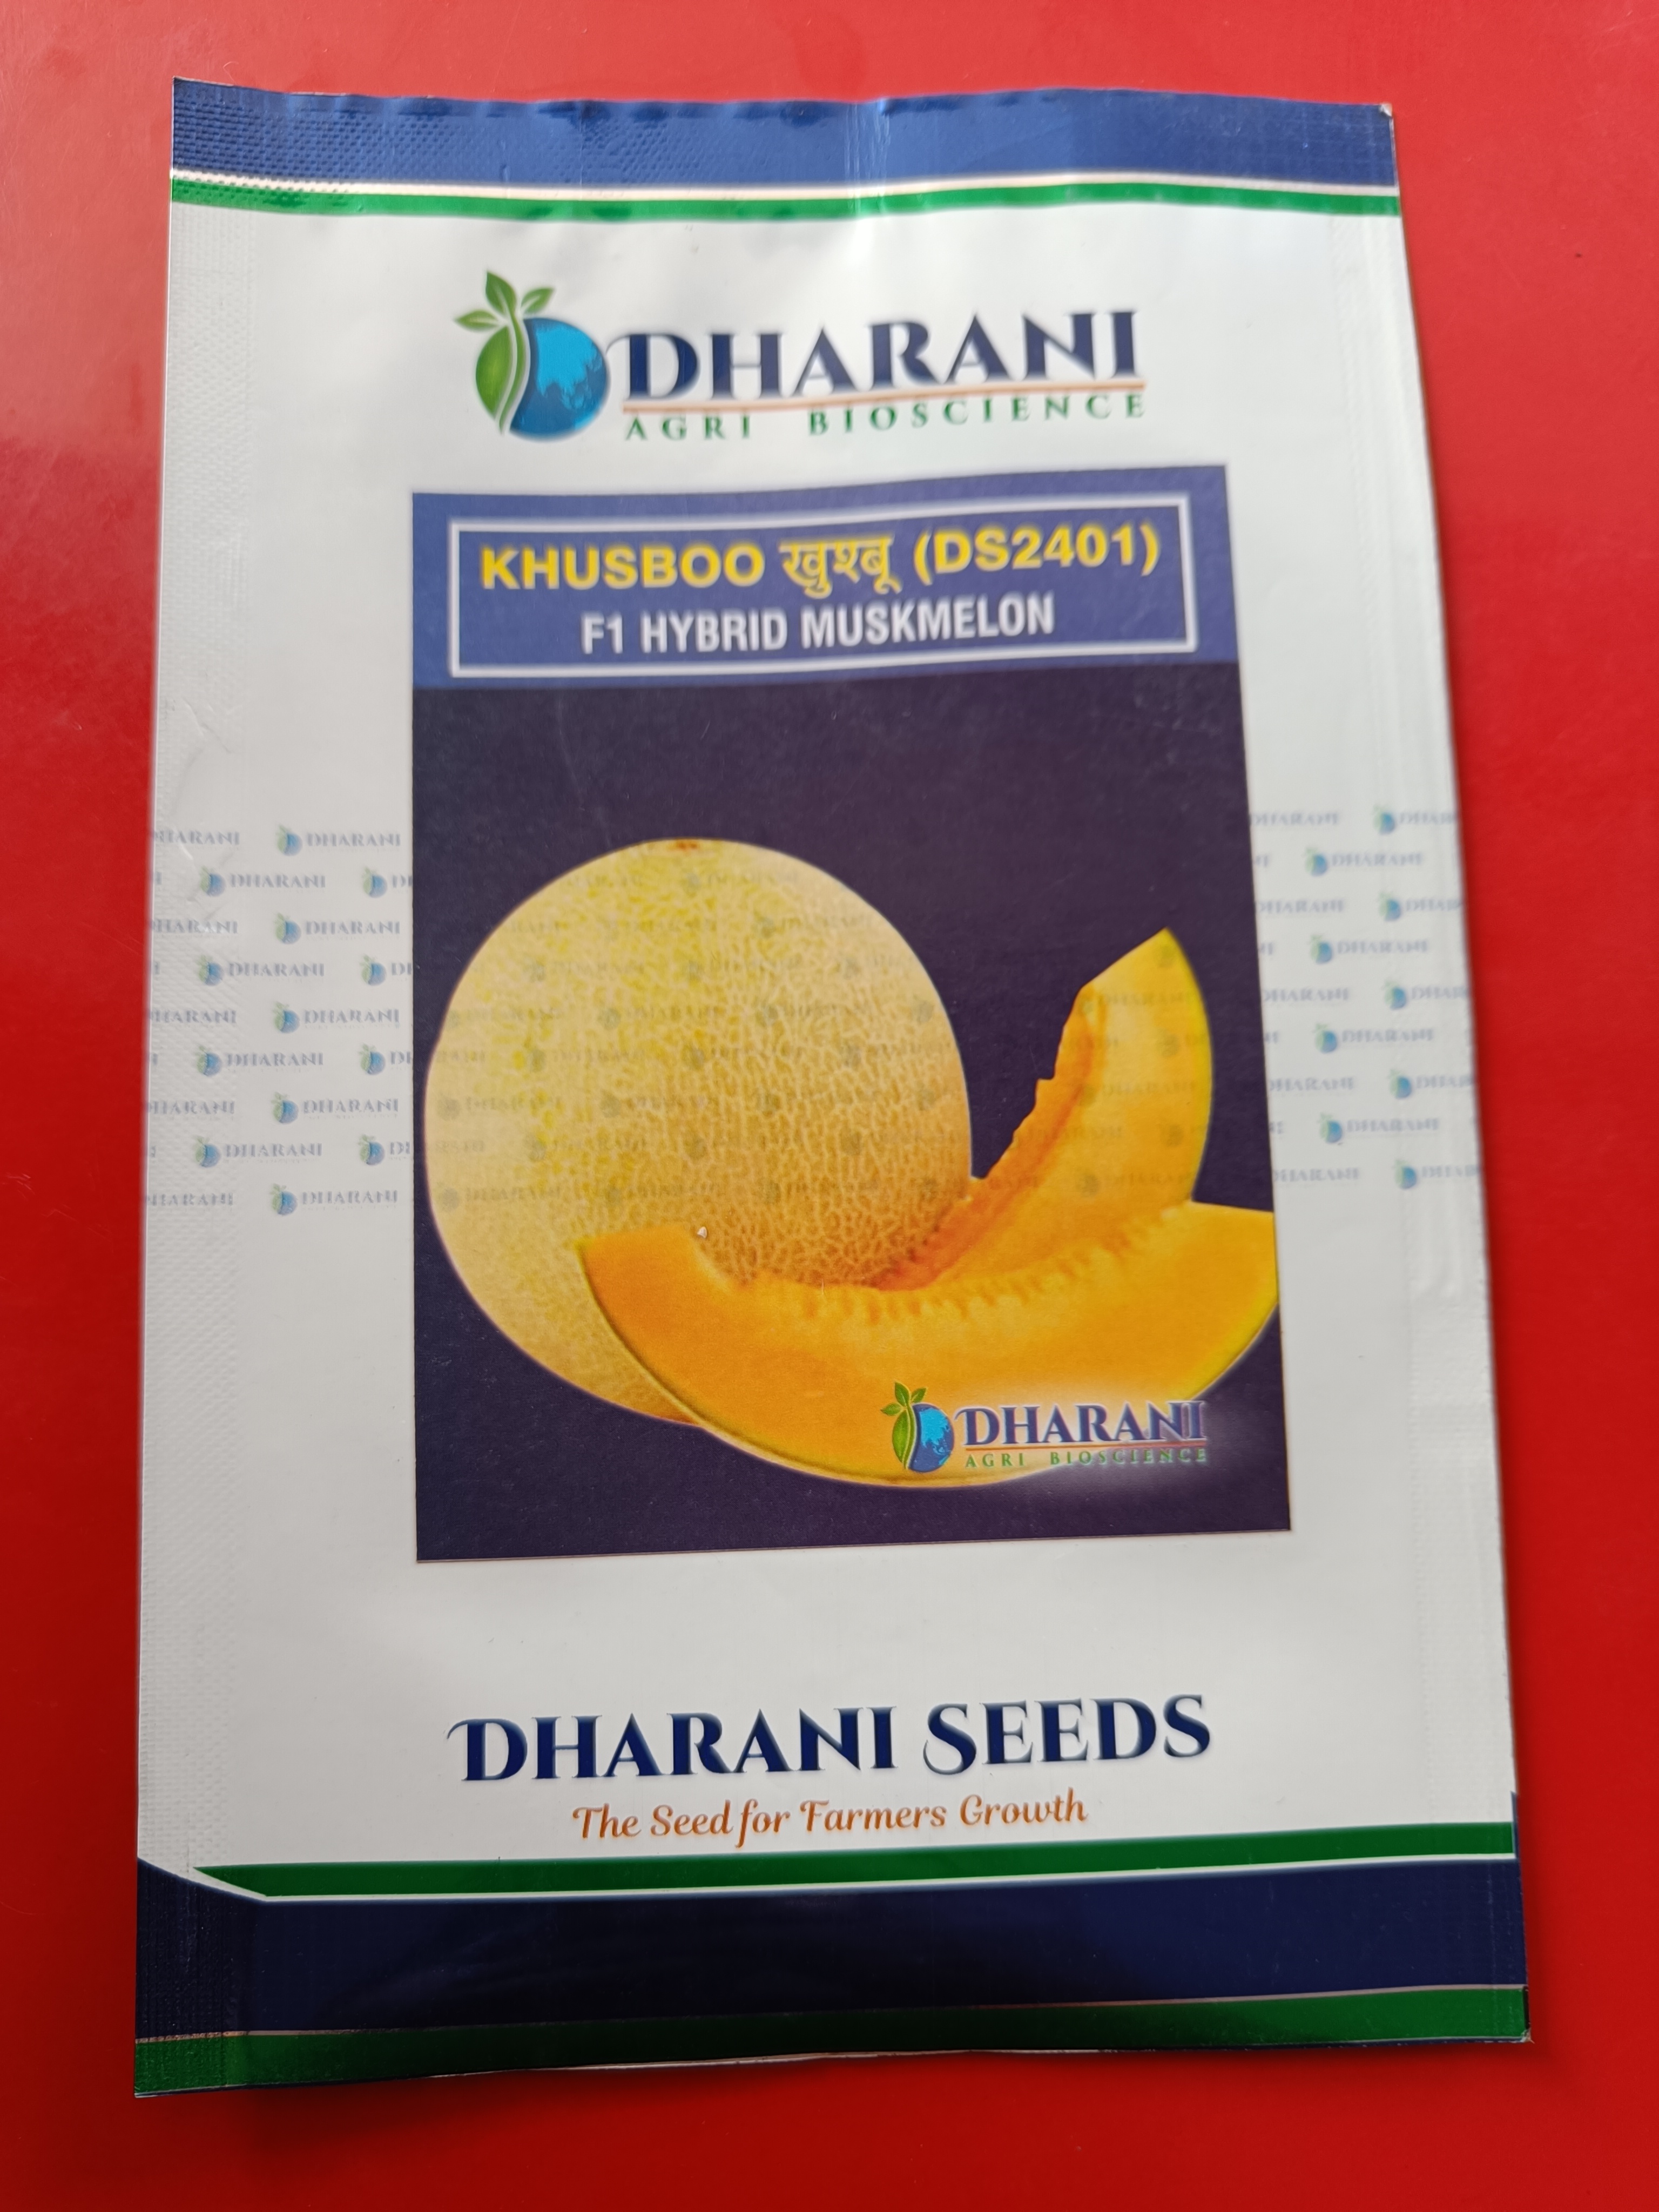 DHARANI
AGRI BIOSCIENCE
KHUSBOO खुश्बू (DS2401)
F1 HYBRID MUSKMELON
DHARANI
AGRI BIOSCIENCE
DHARANI SEEDS
The Seed for Farmers Growth